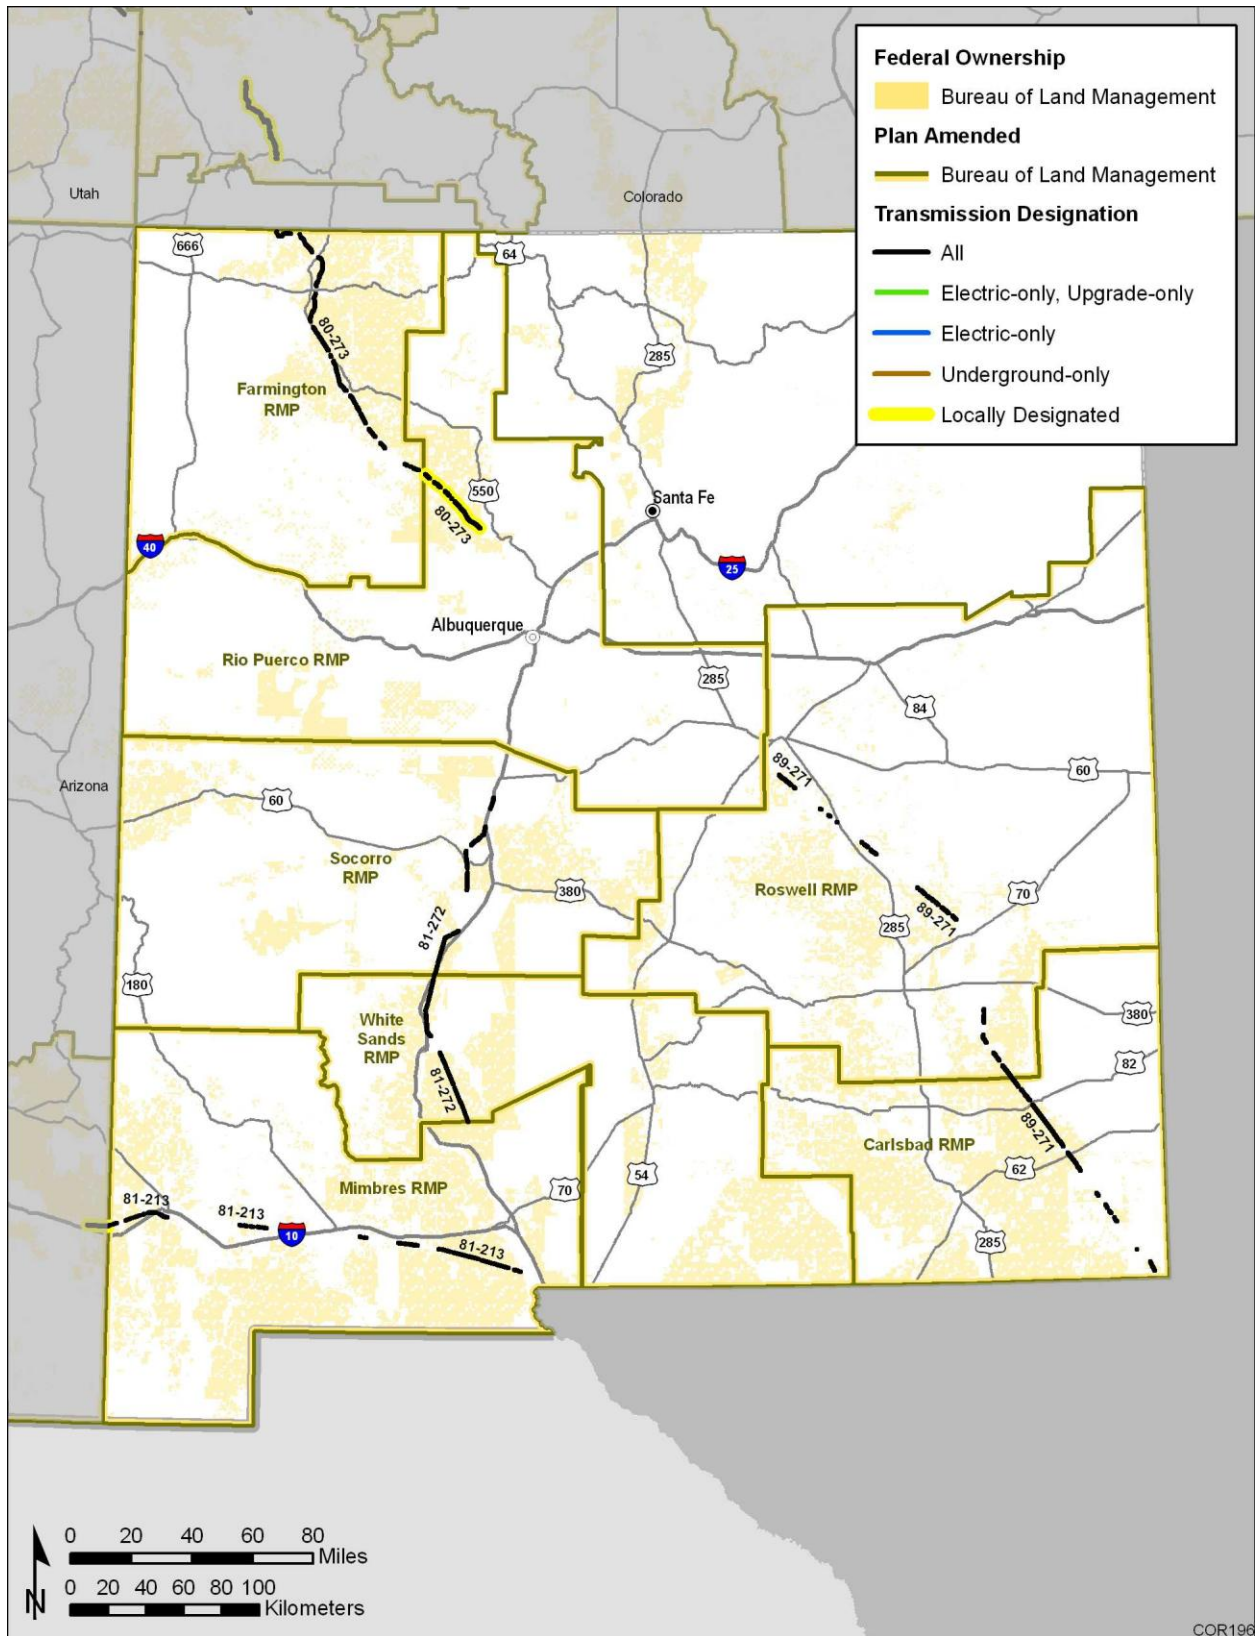 Federal Ownership
Bureau of Land Management
Plan Amended
Bureau of Land Management
Transmission Designation
All
Electric-only, Upgrade-only
Electric-only
Underground-only
Locally Designated
Utah
Colorado
666
64
80-273
285
Farmington
RMP
550
80-273
Santa Fe
40
25
Albuquerque
Rio Puerco RMP
285
84
Arizona
60
89-271
60
Socorro
RMP
380
Roswell RMP
70
81-272
89-271
285
180
White
Sands
RMP
380
81-272
82
89-271
Carlsbad RMP
62
54
Mimbres RMP
70
81-213
81-213
10
81-213
285
0 20 40 60 80
Miles
0 20 40 60 80 100
Kilometers
N
COR196